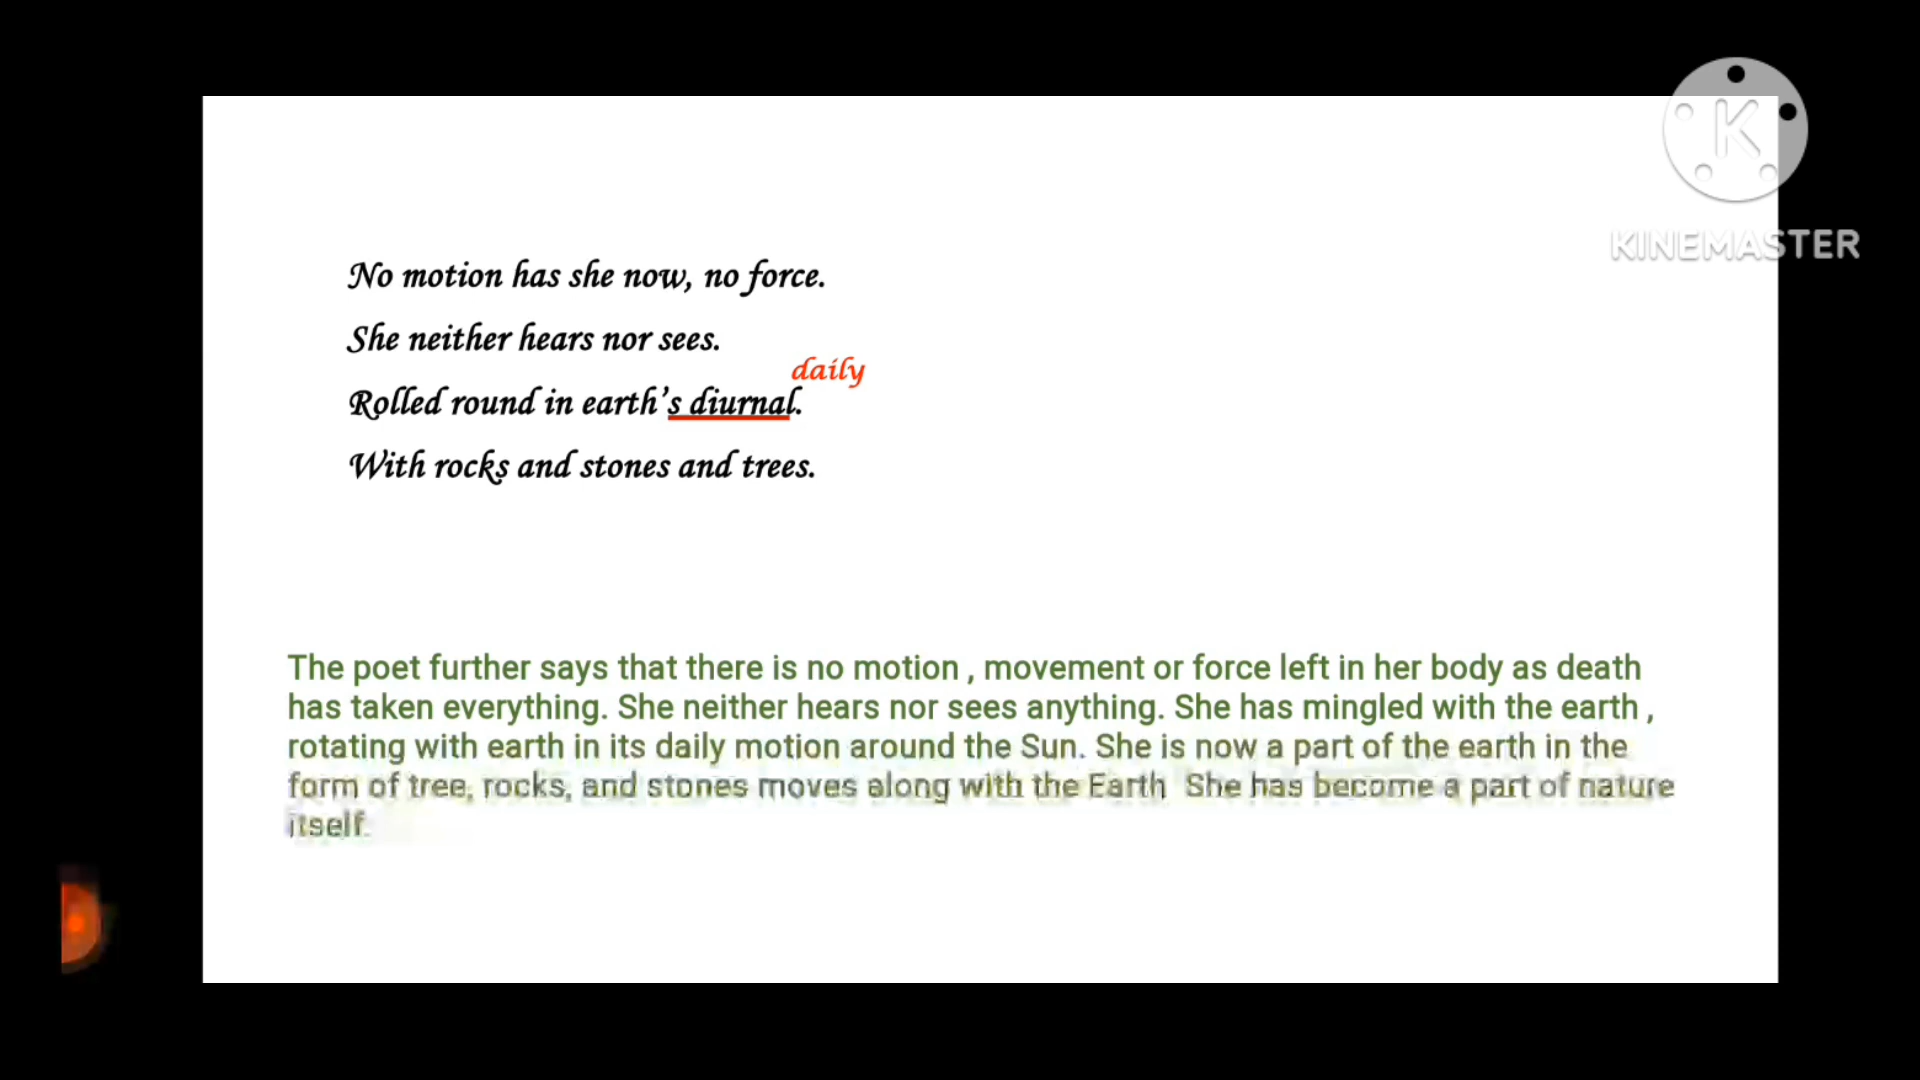 K
KINEMASTER
No motion has she now, no force.
She neither hears nor sees.
daily
Rolled round in earth’s diurnal.
With rocks and stones and trees.
The poet further says that there is no motion , movement or force left in her body as death
has taken everything. She neither hears nor sees anything. She has mingled with the earth ,
rotating with earth in its daily motion around the Sun. She is now a part of the earth in the
form of tree, rocks, and stones moves along with the Earth She has become a part of nature
itself.